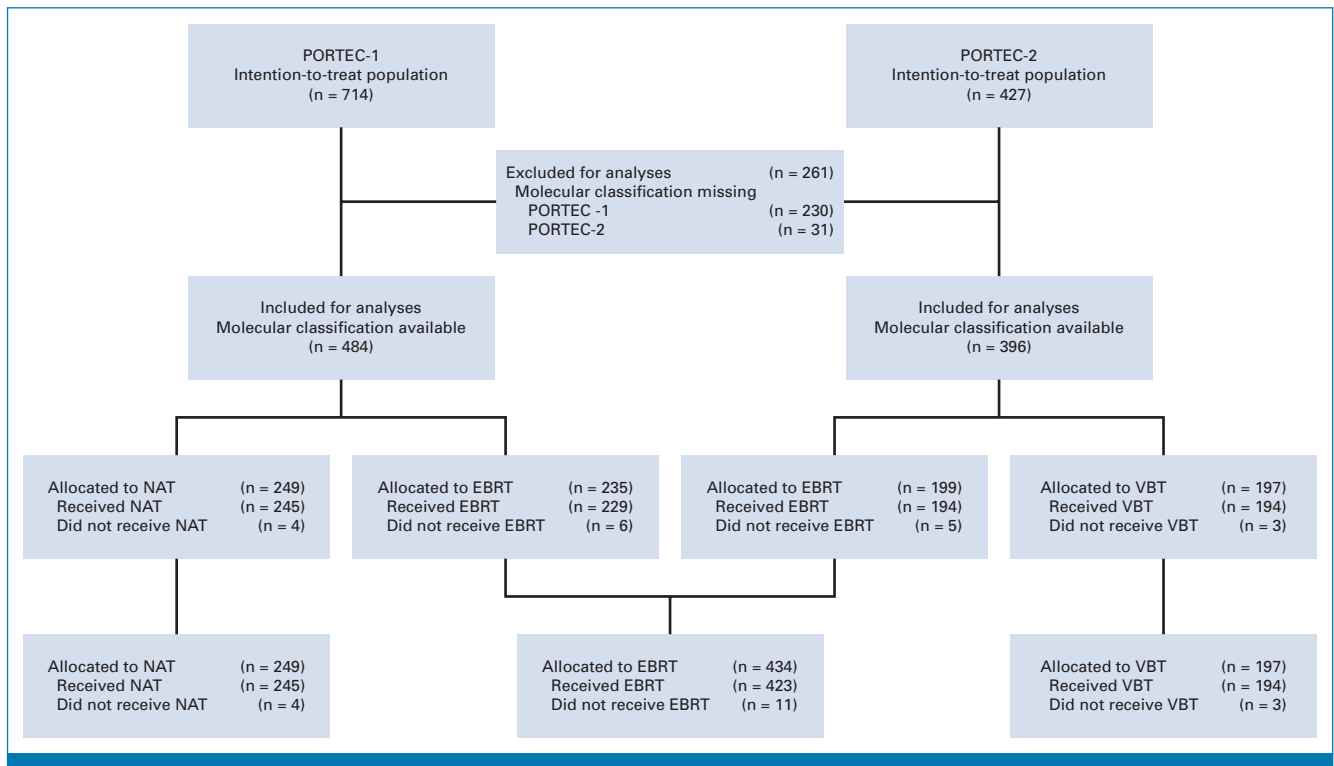 PORTEC-1
Intention-to-treat population
(n = 714)
PORTEC-2
Intention-to-treat population
(n = 427)
Excluded for analyses (n = 261)
Molecular classification missing
PORTEC -1 (n = 230)
PORTEC-2 (n = 31)
Included for analyses
Molecular classification available
(n = 484)
Included for analyses
Molecular classification available
(n = 396)
Allocated to NAT (n = 249)
Received NAT (n = 245)
Did not receive NAT (n = 4)
Allocated to EBRT (n = 235)
Received EBRT (n = 229)
Did not receive EBRT (n = 6)
Allocated to EBRT (n = 199)
Received EBRT (n = 194)
Did not receive EBRT (n = 5)
Allocated to VBT (n = 197)
Received VBT (n = 194)
Did not receive VBT (n = 3)
Allocated to NAT (n = 249)
Received NAT (n = 245)
Did not receive NAT (n = 4)
Allocated to EBRT (n = 434)
Received EBRT (n = 423)
Did not receive EBRT (n = 11)
Allocated to VBT (n = 197)
Received VBT (n = 194)
Did not receive VBT (n = 3)